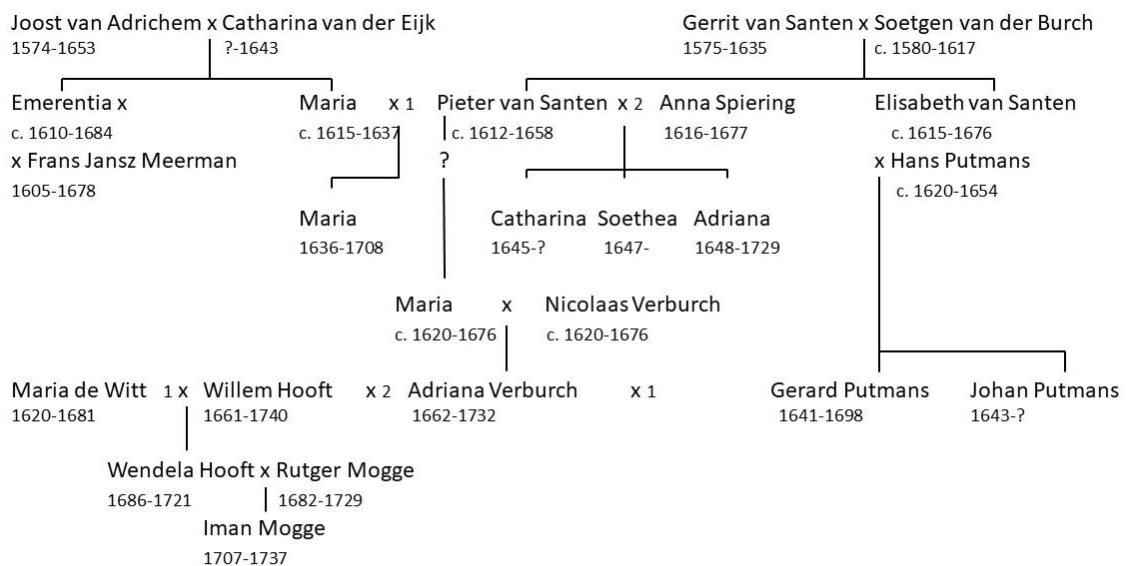 Joost van Adrichem x Catharina van der Eijk Gerrit van Santen x Soetgen van der Burch
1574-1653 ?-1643 1575-1635 c. 1580-1617
Emerentia x Maria x 1 Pieter van Santen x 2 Anna Spiering Elisabeth van Santen
c. 1610-1684 c. 1615-1637 c. 1612-1658 1616-1677 c. 1615-1676
x Frans Jansz Meerman ? x Hans Putmans
1605-1678 c. 1620-1654
Maria Catharina Soethea Adriana
1636-1708 1645-? 1647- 1648-1729
Maria x Nicolaas Verburch
c. 1620-1676 c. 1620-1676
Maria de Witt 1 x Willem Hooft x 2 Adriana Verburch x 1 Gerard Putmans Johan Putmans
1620-1681 1661-1740 1662-1732 1641-1698 1643-?
Wendela Hooft x Rutger Mogge
1686-1721 1682-1729
Iman Mogge
1707-1737